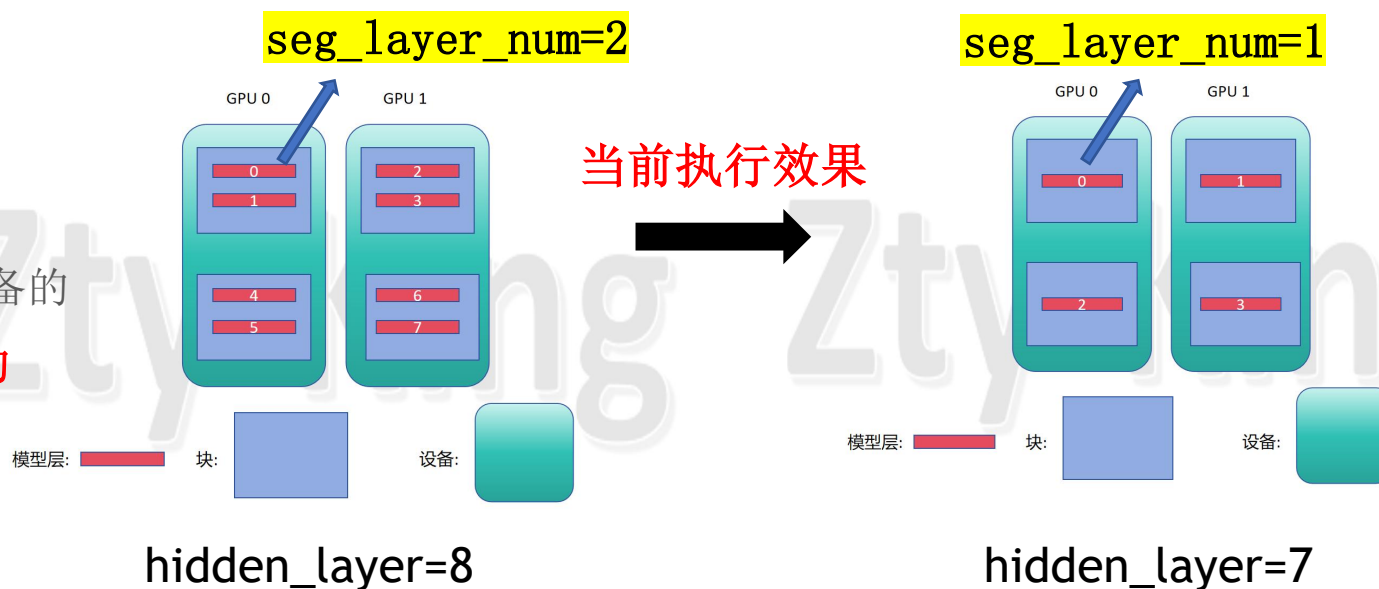 seg_layer_num=2
GPU 0
GPU 1
0
2
1
3
4
6
5
7
模型层:
块:
设备:
hidden_layer=8
当前执行效果
seg_layer_num=1
GPU 0
GPU 1
0
1
2
3
模型层:
块:
设备:
hidden_layer=7
备的
ZtyKing